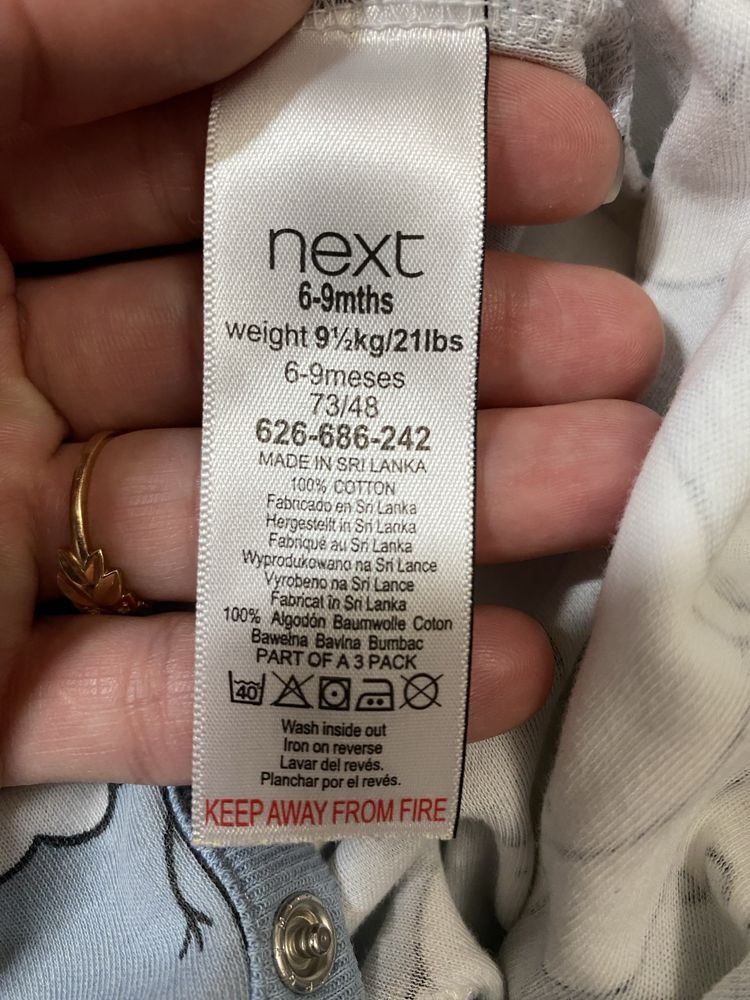 next
6-9mths
weight 9½kg/21lbs
6-9meses
73/48
626-686-242
MADE IN SRI LANKA
100% COTTON
Fabricado en Sri Lanka
Hergestellt in Sri Lanka
Fabriqué au Sri Lanka
Wyprodukowano na Sri Lance
Vyrobeno na Srí Lance
Fabricat în Sri Lanka
100% Algodón Baumwolle Coton
Bawełna Bavlna Bumbac
PART OF A 3 PACK
40
Wash inside out
Iron on reverse
Lavar del revés.
Planchar por el revés.
KEEP AWAY FROM FIRE